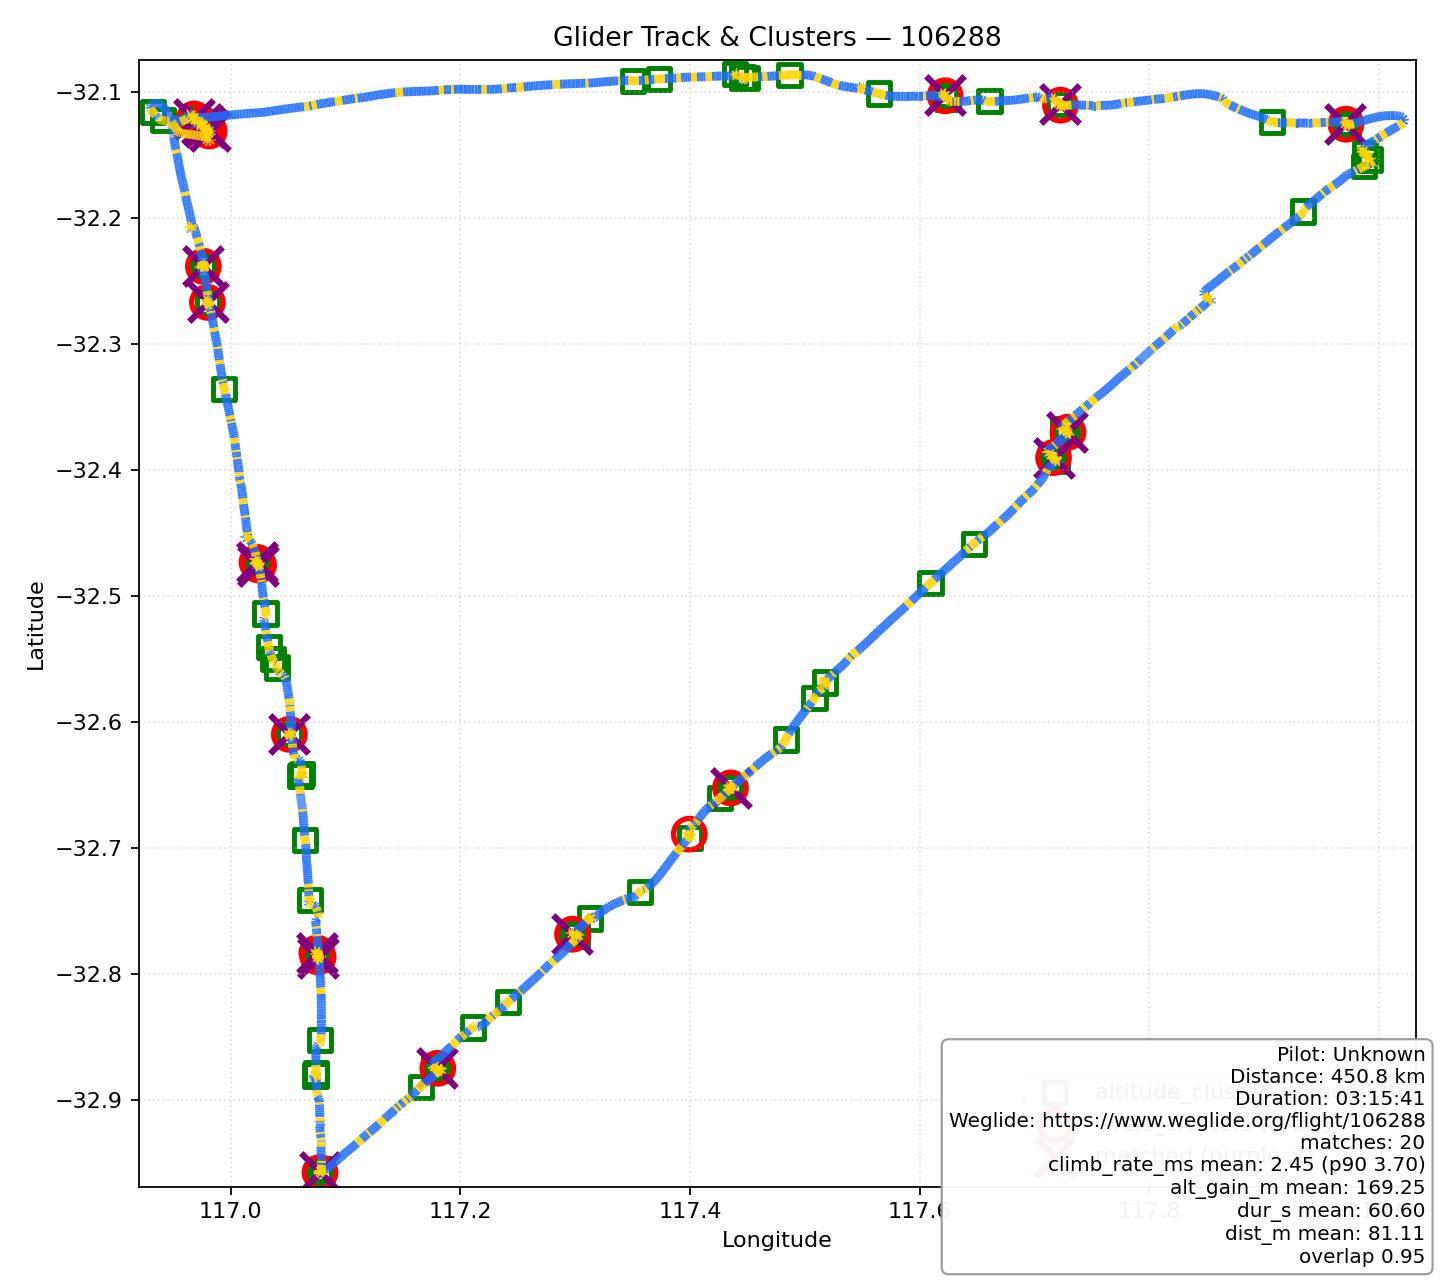 Glider Track & Clusters — 106288
−32.1
−32.2
−32.3
−32.4
−32.5
−32.6
−32.7
−32.8
−32.9
Latitude
117.0
117.2
117.4
117.6
117.8
Longitude
altitude_clu
matched (purple
Pilot: Unknown
Distance: 450.8 km
Duration: 03:15:41
Weglide: https://www.weglide.org/flight/106288
matches: 20
climb_rate_ms mean: 2.45 (p90 3.70)
alt_gain_m mean: 169.25
dur_s mean: 60.60
dist_m mean: 81.11
overlap 0.95